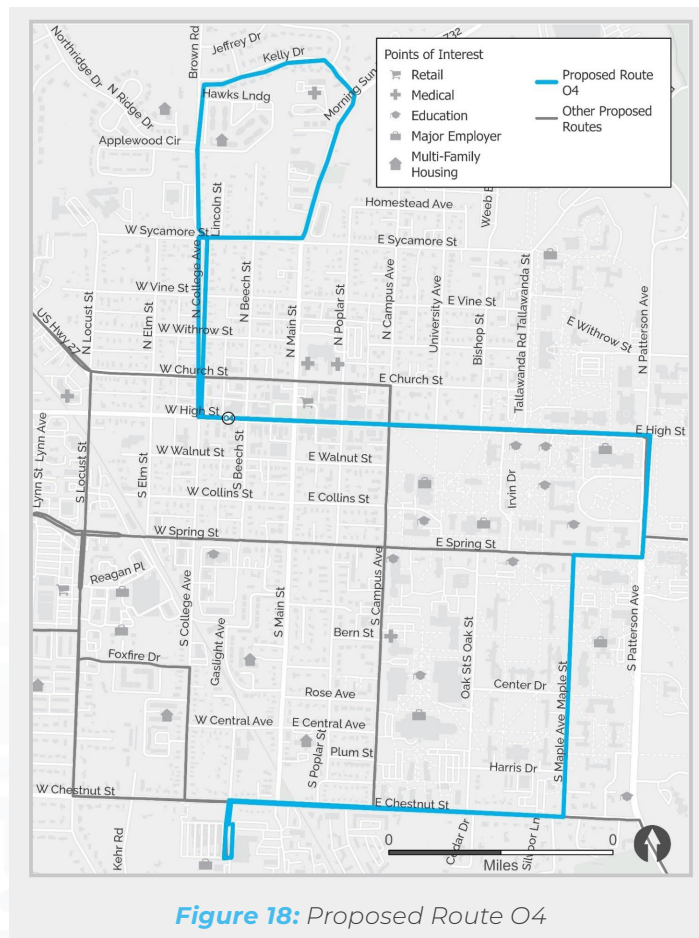 Northridge Dr
N Ridge Dr
Brown Rd
Jeffrey Dr
Kelly Dr
732
Hawks Lndg
Applewood Cir
Points of Interest
Retail
Medical
Education
Major Employer
Multi-Family
Housing
Proposed Route
O4
Other Proposed
Routes
Homestead Ave
Lincoln St
W Sycamore St
E Sycamore St
N College Ave
N Beech St
W Vine St
E Vine St
N Locust St
N Elm St
W Withrow St
N Main St
N Poplar St
N Campus Ave
University Ave
Bishop St
Tallawanda Rd Tallawanda St
E Withrow St
N Patterson Ave
US Hwy 27
W Church St
E Church St
W High St
E High St
Lynn St Lynn Ave
S Locust St
S Elm St
W Walnut St
S Beech St
E Walnut St
W Collins St
E Collins St
Irvin Dr
W Spring St
E Spring St
Reagan Pl
S College Ave
Gaslight Ave
S Main St
S Campus Ave
Bern St
Oak St S Oak St
S Maple Ave Maple St
S Patterson Ave
Foxfire Dr
Rose Ave
Center Dr
W Central Ave
E Central Ave
S Poplar St
Plum St
Harris Dr
W Chestnut St
E Chestnut St
Kehr Rd
Cedar Dr
0
0
Miles
Figure 18: Proposed Route O4